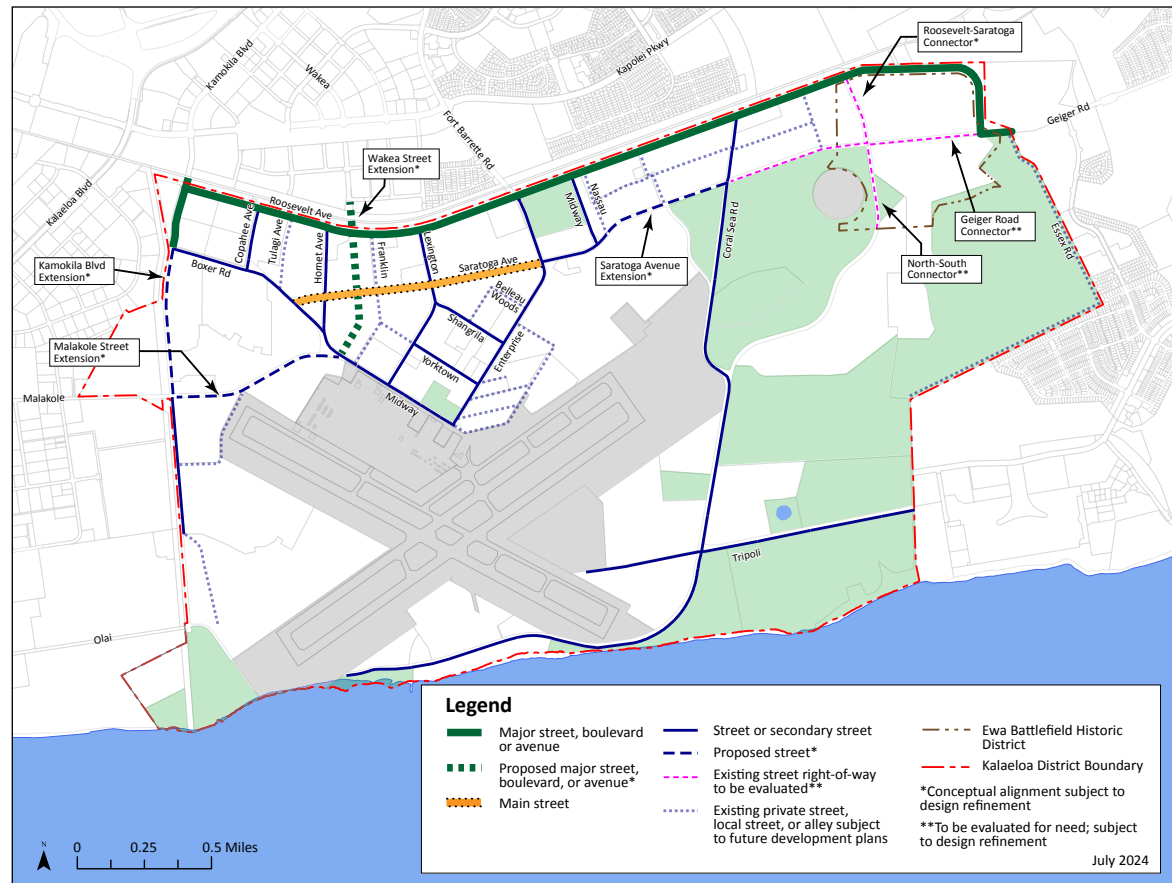 Roosevelt-Saratoga
Connector*
Kamokila Blvd
Wakea
Kapolei Pkwy
Fort Barrette Rd
Geiger Rd
Wakea Street
Extension*
Kalaeloa Blvd
Roosevelt Ave
Copahee Ave
Tulagi Ave
Hornet Ave
Franklin
Lexington
Midway
Nassau
Coral Sea Rd
Essex Rd
Geiger Road
Connector**
North-South
Connector**
Saratoga Avenue
Extension*
Saratoga Ave
Boxer Rd
Kamokila Blvd
Extension*
Belleau
Woods
Shangrila
Enterprise
Yorktown
Midway
Malakole Street
Extension*
Malakole
Tripoli
Olai
Legend
Major street, boulevard
or avenue
Proposed major street,
boulevard, or avenue*
Main street
Street or secondary street
Proposed street*
Existing street right-of-way
to be evaluated**
Existing private street,
local street, or alley subject
to future development plans
Ewa Battlefield Historic
District
Kalaeloa District Boundary
*Conceptual alignment subject to
design refinement
**To be evaluated for need; subject
to design refinement
July 2024
N
0 0.25 0.5 Miles